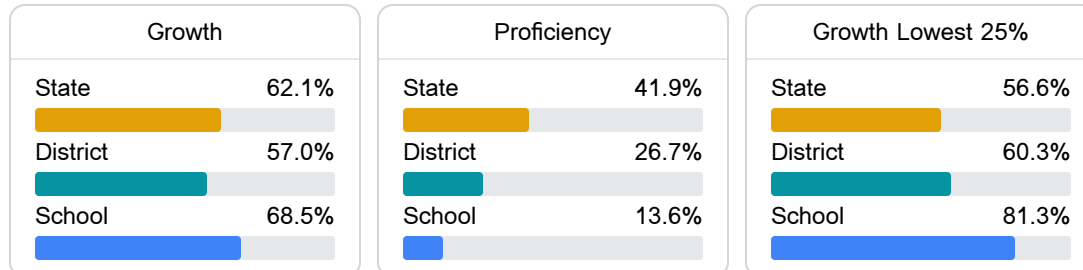 Growth
State 62.1%
District 57.0%
School 68.5%
Proficiency
State 41.9%
District 26.7%
School 13.6%
Growth Lowest 25%
State 56.6%
District 60.3%
School 81.3%